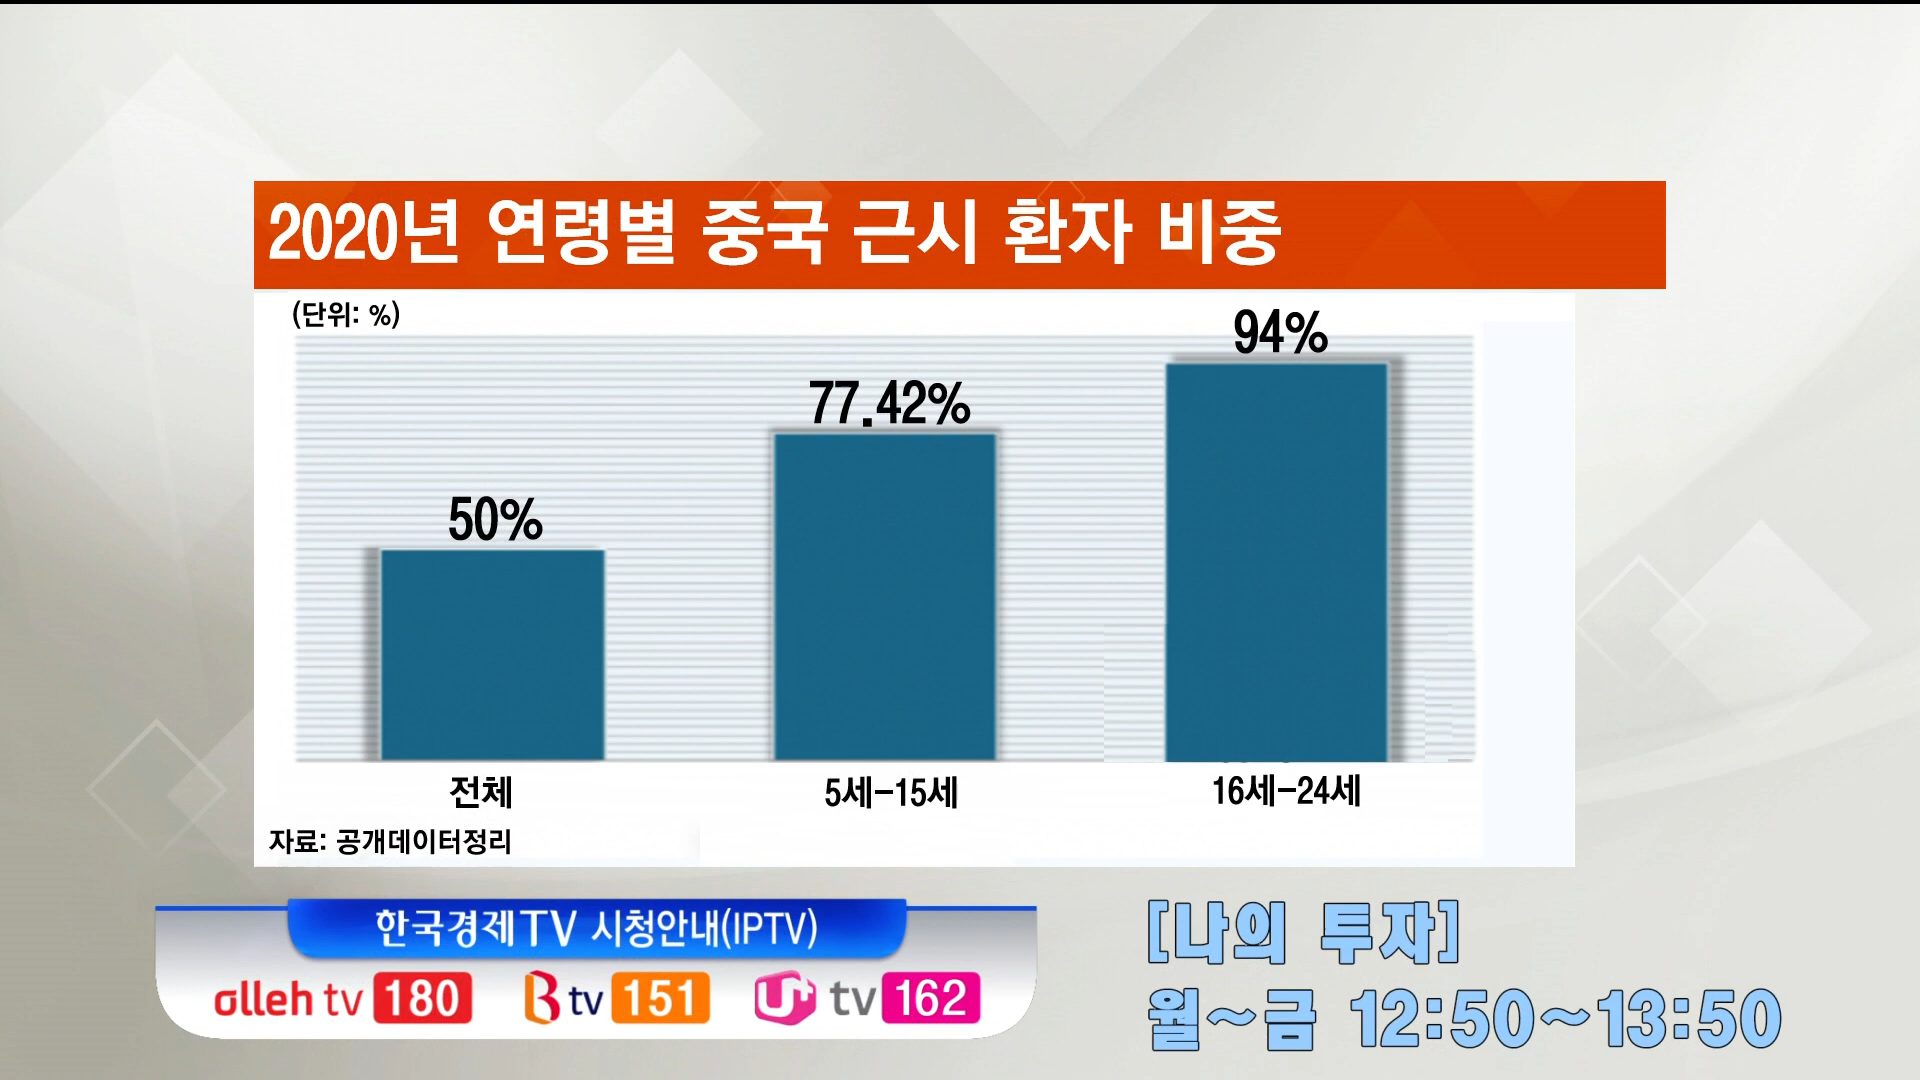 2020년 연령별 중국 근시 환자 비중
(단위: %)
50%
77.42%
94%
전체
5세-15세
16세-24세
자료: 공개데이터정리
한국경제TV 시청안내(IPTV)
olleh tv 180
B tv 151
U+ tv 162
[나의 투자]
월~금 12:50~13:50